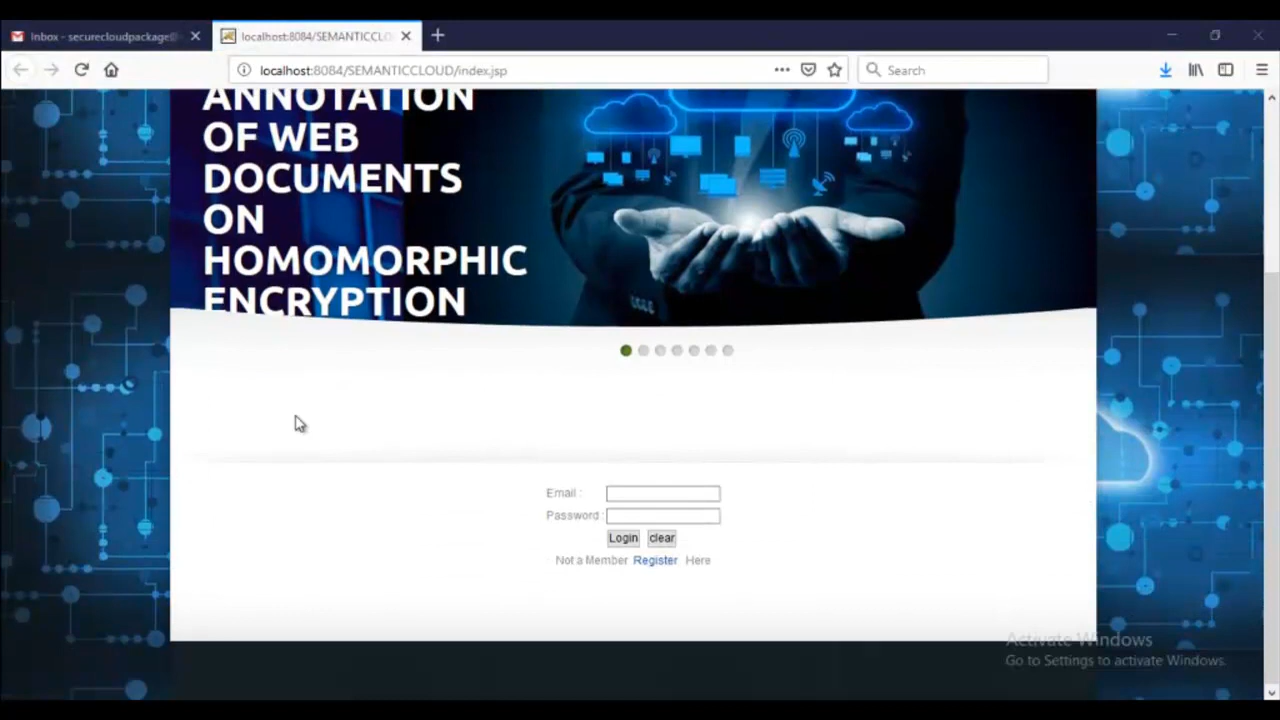 Inbox - securecloudpackage@
localhost:8084/SEMANTICCLO
localhost:8084/SEMANTICCLOUD/index.jsp
Search
ANNOTATION
OF WEB
DOCUMENTS
ON
HOMOMORPHIC
ENCRYPTION
Email :
Password :
Login clear
Not a Member Register Here
Activate Windows
Go to Settings to activate Windows.